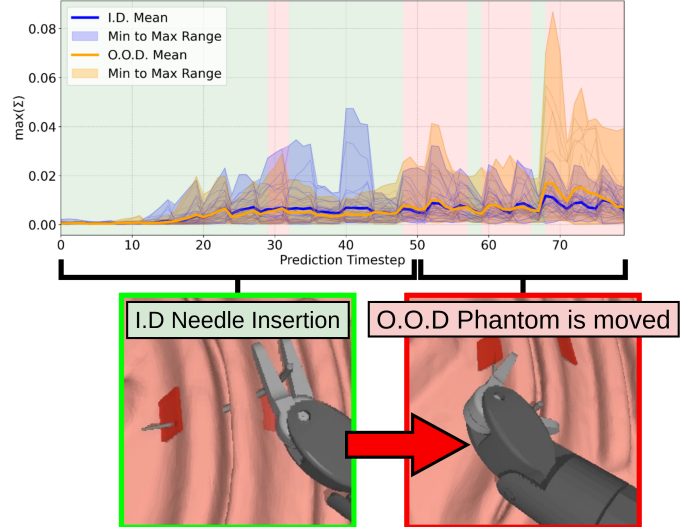 I.D. Mean
Min to Max Range
O.O.D. Mean
Min to Max Range
max(Σ)
0.08
0.06
0.04
0.02
0.00
0 10 20 30 40 50 60 70
Prediction Timestep
I.D Needle Insertion
O.O.D Phantom is moved